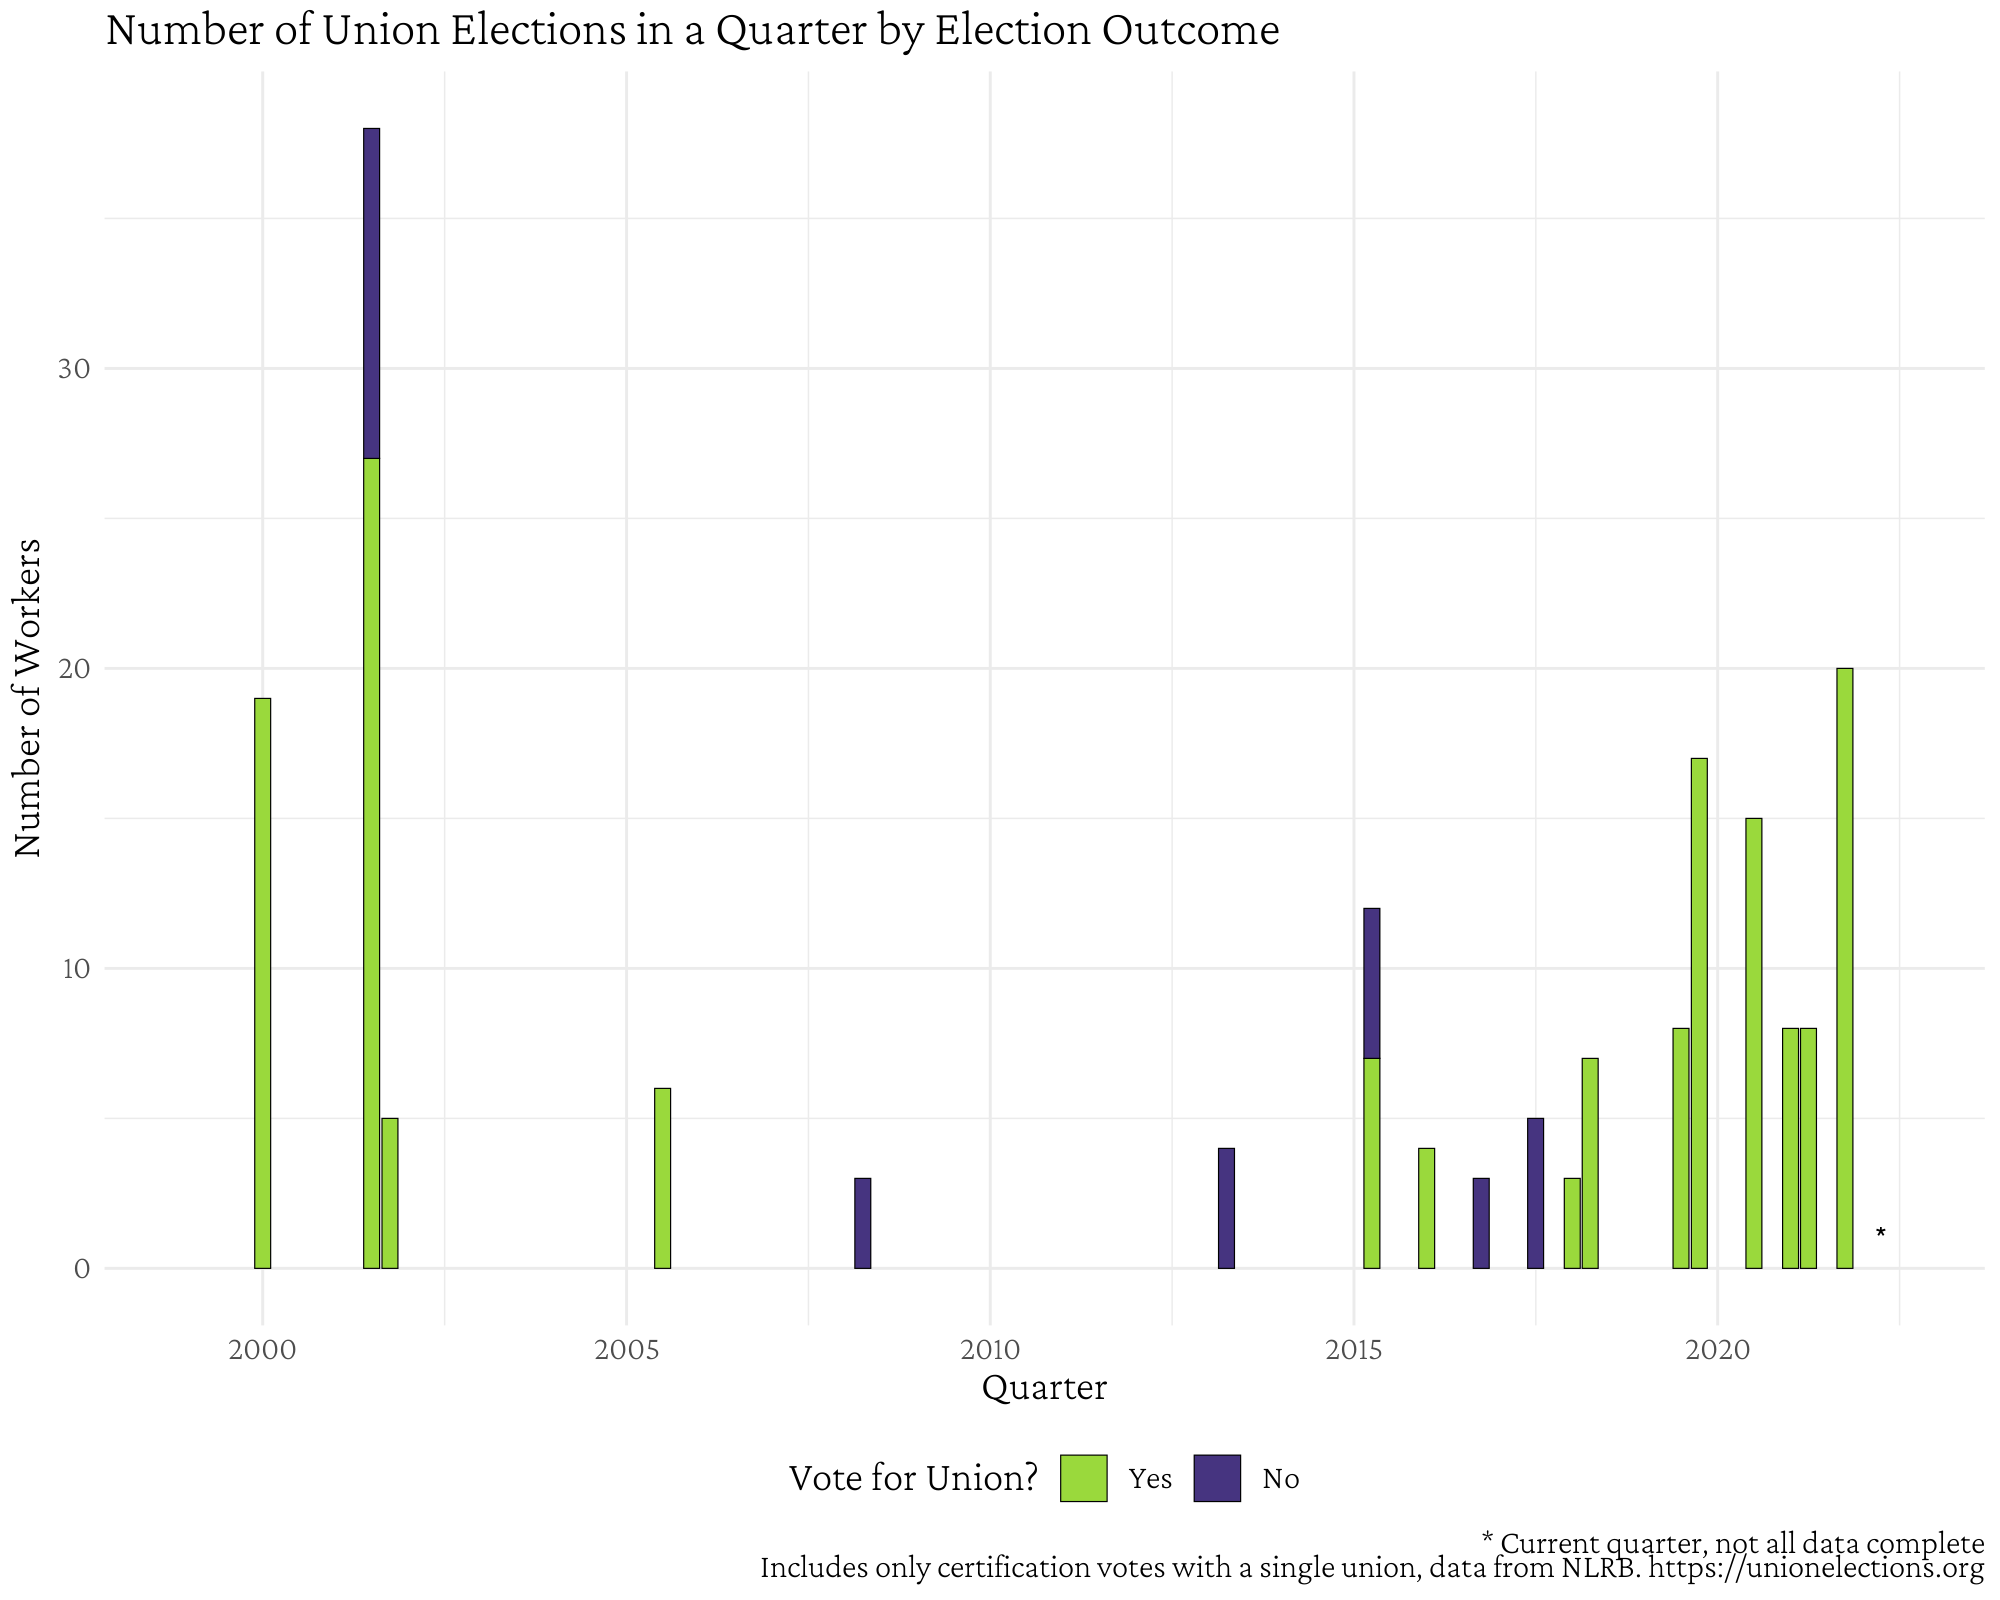 Number of Union Elections in a Quarter by Election Outcome
Number of Workers
30
20
10
0
*
2000 2005 2010 2015 2020
Quarter
Vote for Union? Yes No
* Current quarter, not all data complete
Includes only certification votes with a single union, data from NLRB. https://unionelections.org